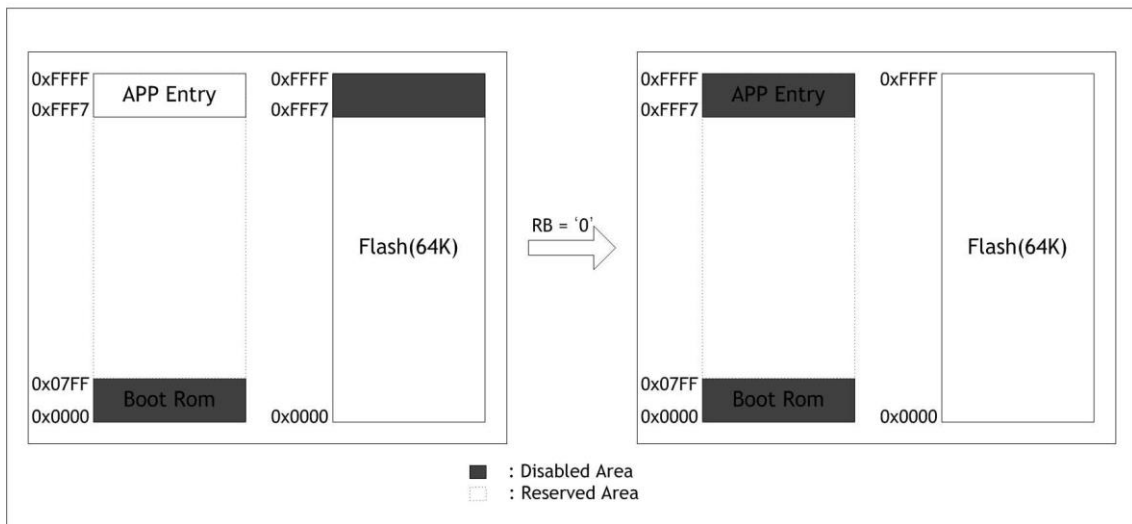 0xFFFF
APP Entry
0xFFF7
0x07FF
Boot Rom
0x0000
0xFFFF
0xFFF7
Flash(64K)
0x0000
RB = ‘0’
0xFFFF
APP Entry
0xFFF7
0x07FF
Boot Rom
0x0000
0xFFFF
Flash(64K)
0x0000
: Disabled Area
: Reserved Area